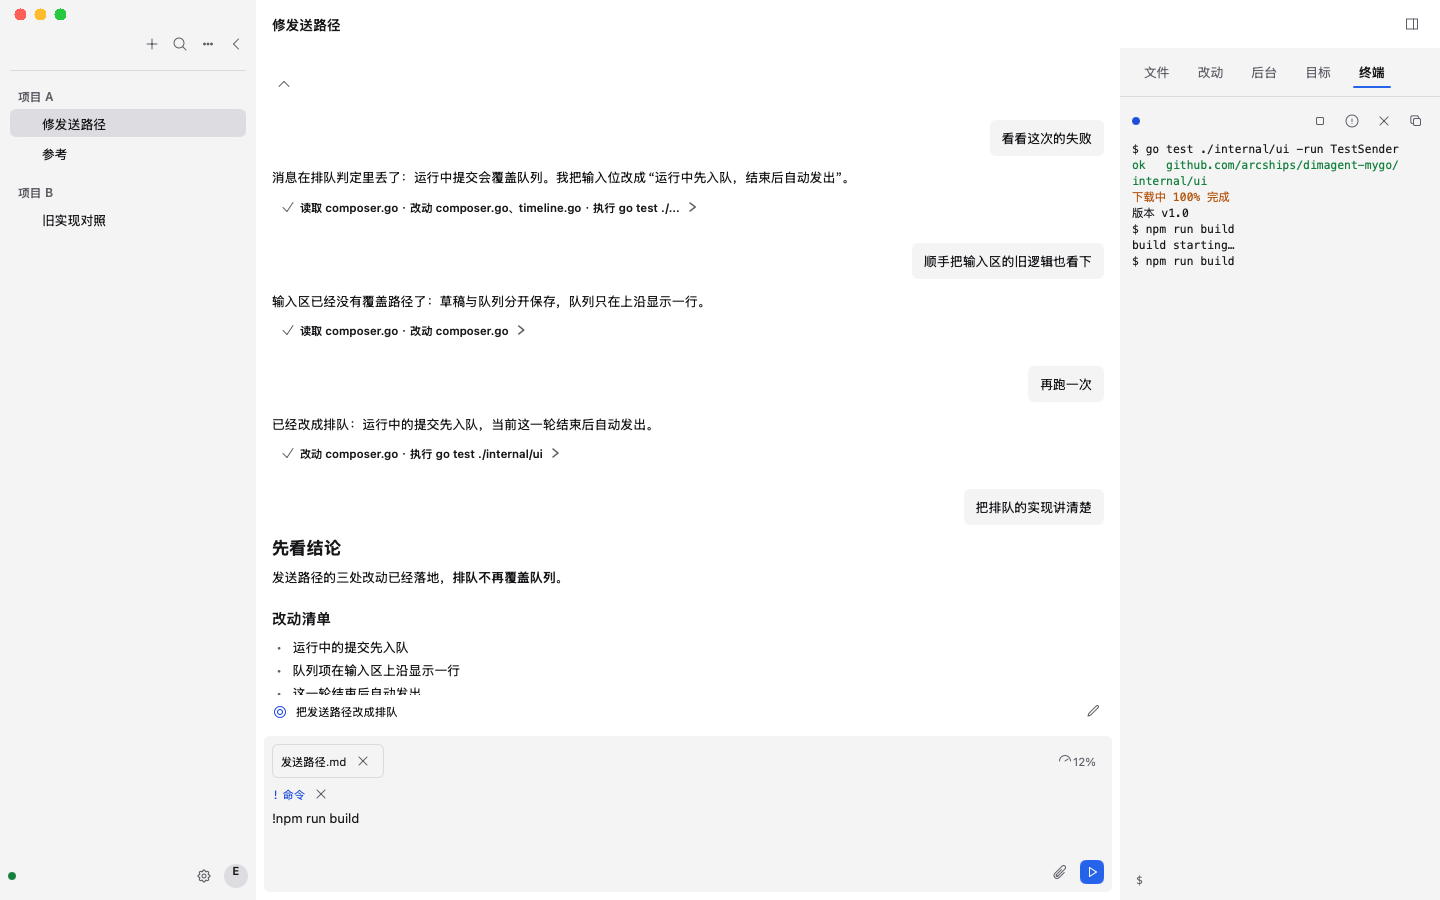 修发送路径
项目 A
修发送路径
参考
项目 B
旧实现对照
E
看看这次的失败
消息在排队判定里丢了：运行中提交会覆盖队列。我把输入位改成 “运行中先入队，结束后自动发出”。
读取 composer.go · 改动 composer.go、timeline.go · 执行 go test ./...
顺手把输入区的旧逻辑也看下
输入区已经没有覆盖路径了：草稿与队列分开保存，队列只在上沿显示一行。
读取 composer.go · 改动 composer.go
再跑一次
已经改成排队：运行中的提交先入队，当前这一轮结束后自动发出。
改动 composer.go · 执行 go test ./internal/ui
把排队的实现讲清楚
先看结论
发送路径的三处改动已经落地，排队不再覆盖队列。
改动清单
• 运行中的提交先入队
• 队列项在输入区上沿显示一行
• 这一轮结束后自动发出
把发送路径改成排队
发送路径.md
12%
! 命令
!npm run build
文件 改动 后台 目标 终端
$ go test ./internal/ui -run TestSender
ok github.com/arcships/dimagent-mygo/
internal/ui
下载中 100% 完成
版本 v1.0
$ npm run build
build starting…
$ npm run build
$